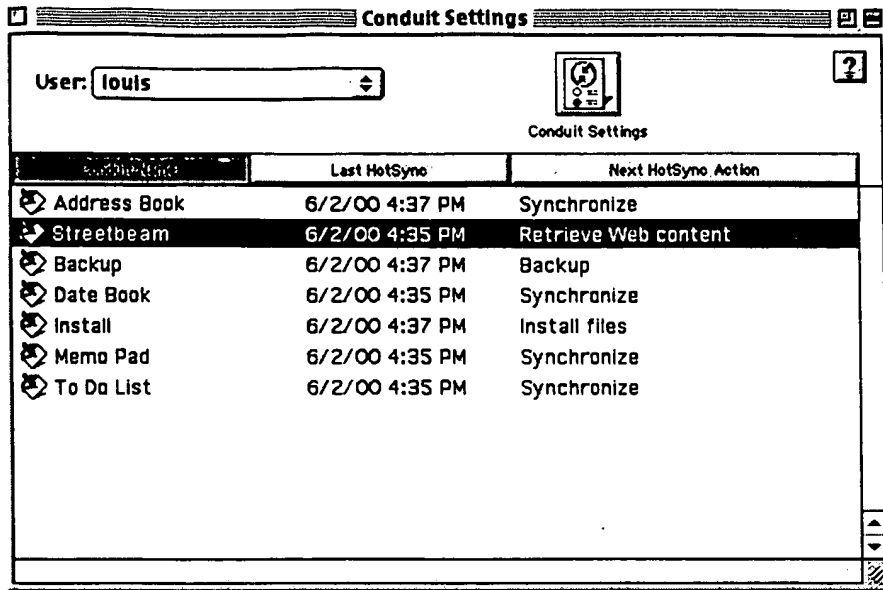 Conduit Settings
User: louis
?
Conduit Settings
Last HotSync Next HotSync Action
Address Book 6/2/00 4:37 PM Synchronize
Streetbeam 6/2/00 4:35 PM Retrieve Web content
Backup 6/2/00 4:37 PM Backup
Date Book 6/2/00 4:35 PM Synchronize
Install 6/2/00 4:37 PM Install files
Memo Pad 6/2/00 4:35 PM Synchronize
To Do List 6/2/00 4:35 PM Synchronize